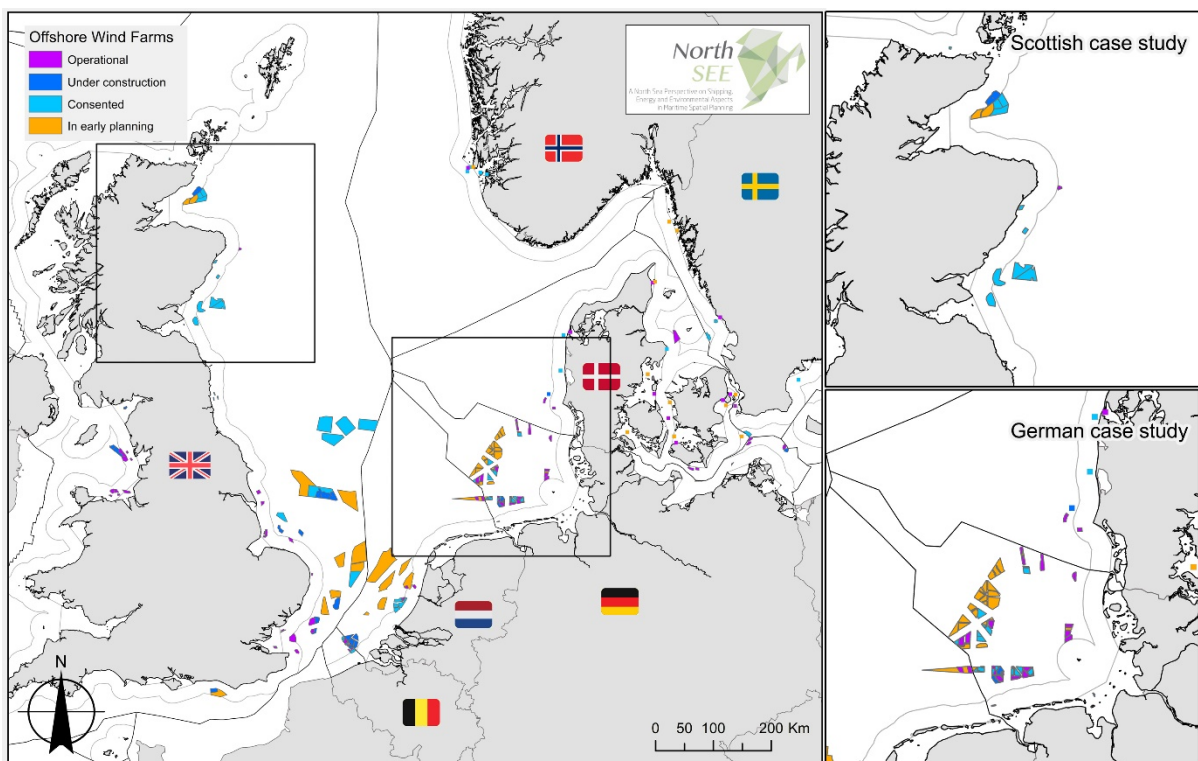 Offshore Wind Farms
Operational
Under construction
Consented
In early planning
North
SEE
A North Sea Perspective on Shipping,
Energy and Environmental Aspects
in Maritime Spatial Planning
N
0 50 100 200 Km
Scottish case study
German case study